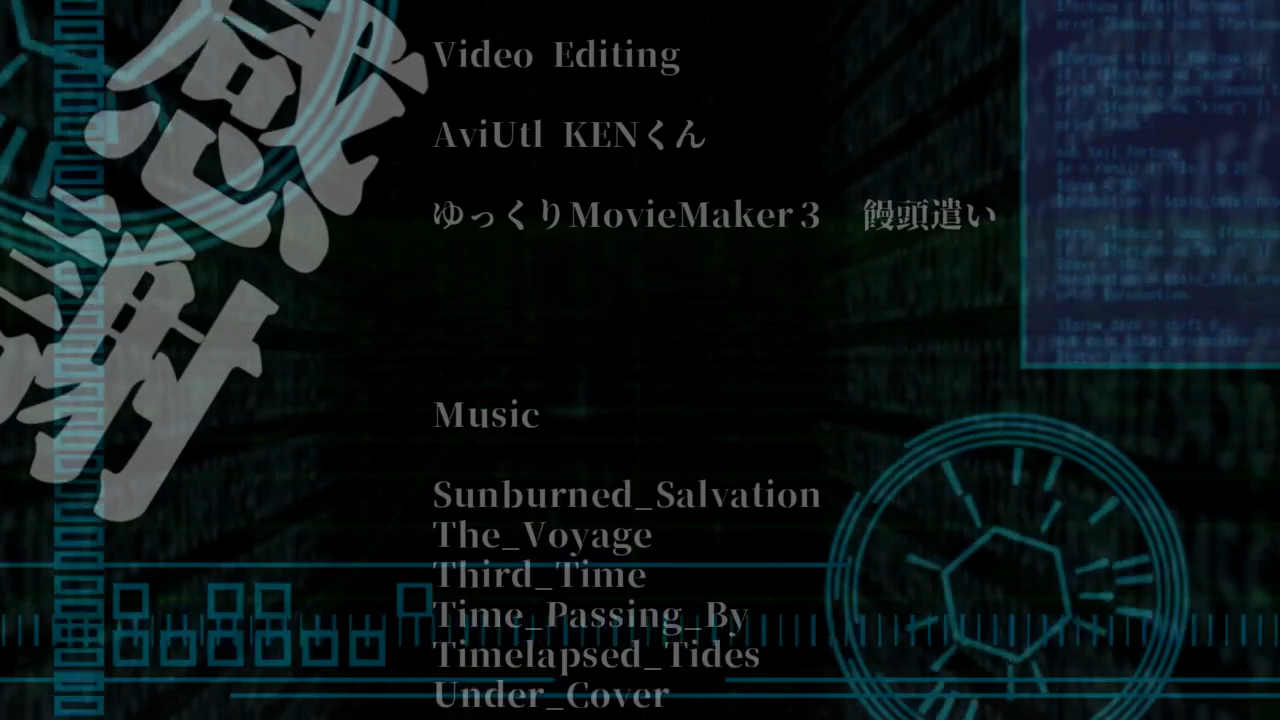 感謝
Video Editing
AviUtl KENくん
ゆっくりMovieMaker３　饅頭遣い
Music
Sunburned_Salvation
The_Voyage
Third_Time
Time_Passing_By
Timelapsed_Tides
Under_Cover